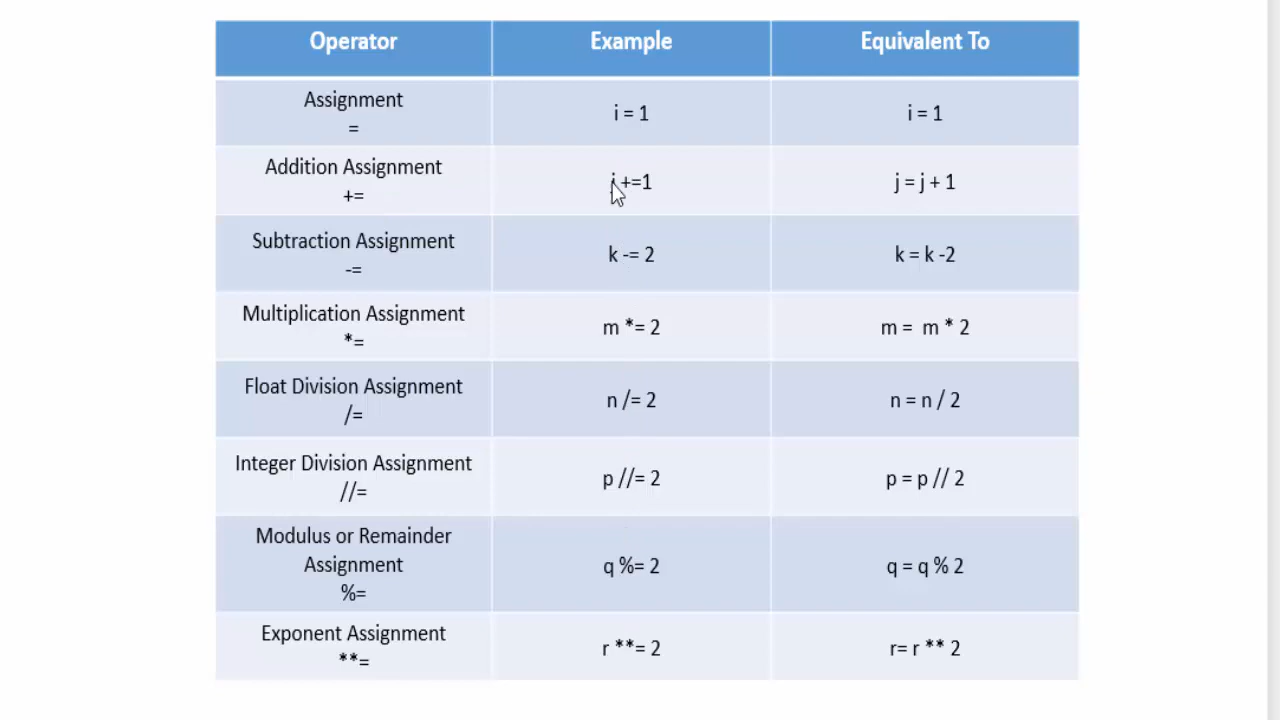 Operator Example Equivalent To
Assignment
=
i = 1 i = 1
Addition Assignment
+=
j +=1 j = j + 1
Subtraction Assignment
-=
k -= 2 k = k -2
Multiplication Assignment
*=
m *= 2 m = m * 2
Float Division Assignment
/=
n /= 2 n = n / 2
Integer Division Assignment
//=
p //= 2 p = p // 2
Modulus or Remainder
Assignment
%=
q %= 2 q = q % 2
Exponent Assignment
**=
r **= 2 r= r ** 2